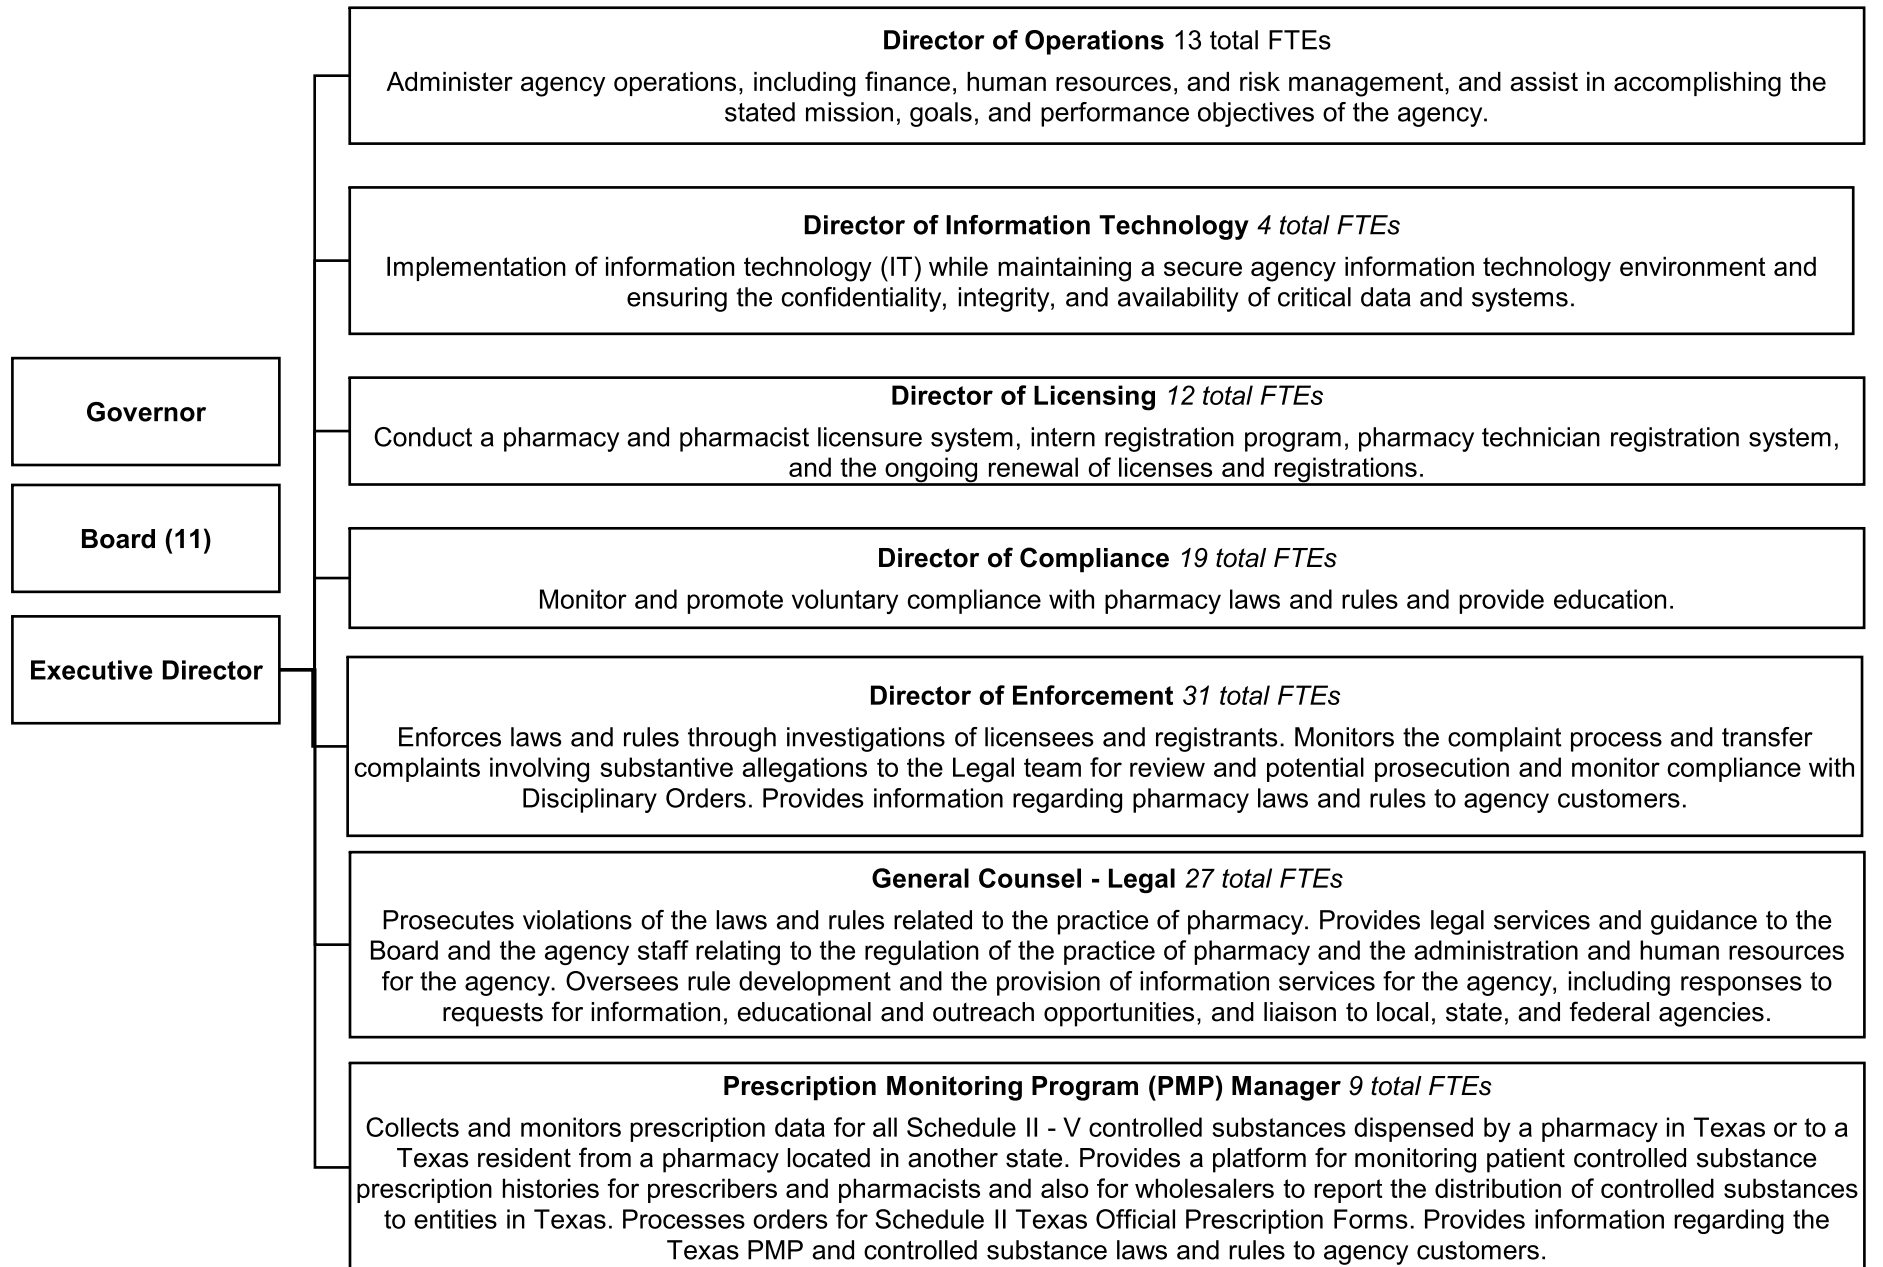 Governor
Board (11)
Executive Director
Director of Operations 13 total FTEs
Administer agency operations, including finance, human resources, and risk management, and assist in accomplishing the
stated mission, goals, and performance objectives of the agency.
Director of Information Technology 4 total FTEs
Implementation of information technology (IT) while maintaining a secure agency information technology environment and
ensuring the confidentiality, integrity, and availability of critical data and systems.
Director of Licensing 12 total FTEs
Conduct a pharmacy and pharmacist licensure system, intern registration program, pharmacy technician registration system,
and the ongoing renewal of licenses and registrations.
Director of Compliance 19 total FTEs
Monitor and promote voluntary compliance with pharmacy laws and rules and provide education.
Director of Enforcement 31 total FTEs
Enforces laws and rules through investigations of licensees and registrants. Monitors the complaint process and transfer
complaints involving substantive allegations to the Legal team for review and potential prosecution and monitor compliance with
Disciplinary Orders. Provides information regarding pharmacy laws and rules to agency customers.
General Counsel - Legal 27 total FTEs
Prosecutes violations of the laws and rules related to the practice of pharmacy. Provides legal services and guidance to the
Board and the agency staff relating to the regulation of the practice of pharmacy and the administration and human resources
for the agency. Oversees rule development and the provision of information services for the agency, including responses to
requests for information, educational and outreach opportunities, and liaison to local, state, and federal agencies.
Prescription Monitoring Program (PMP) Manager 9 total FTEs
Collects and monitors prescription data for all Schedule II - V controlled substances dispensed by a pharmacy in Texas or to a
Texas resident from a pharmacy located in another state. Provides a platform for monitoring patient controlled substance
prescription histories for prescribers and pharmacists and also for wholesalers to report the distribution of controlled substances
to entities in Texas. Processes orders for Schedule II Texas Official Prescription Forms. Provides information regarding the
Texas PMP and controlled substance laws and rules to agency customers.